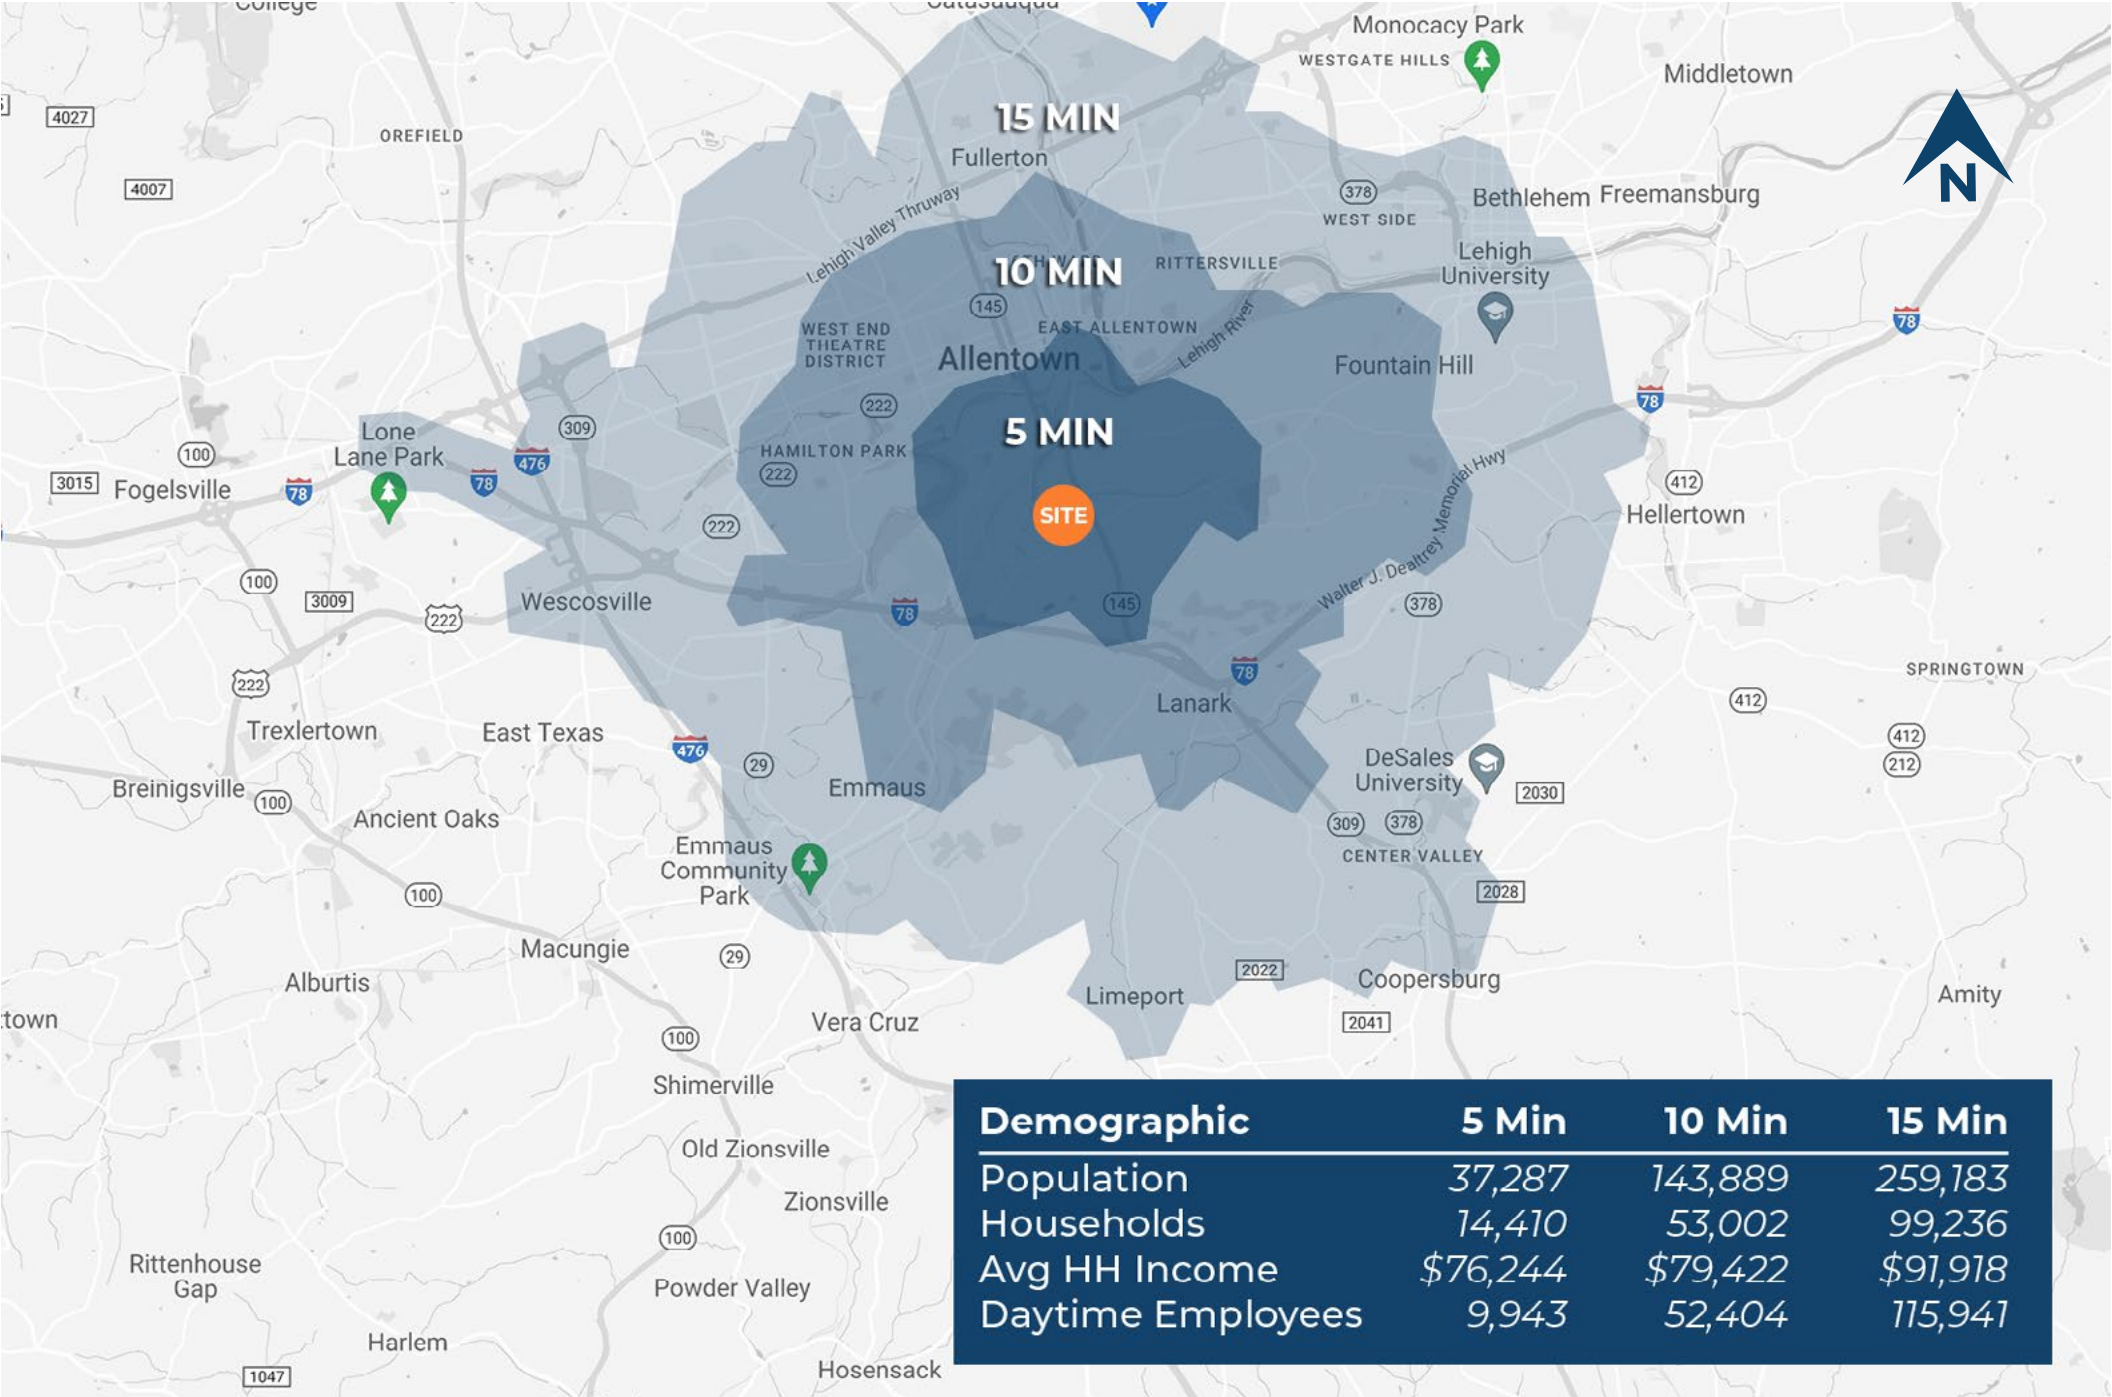 College
Catasauqua
Monocacy Park
WESTGATE HILLS
Middletown
4027
OREFIELD
15 MIN
Fullerton
4007
378
Bethlehem
Freemansburg
N
WEST SIDE
Lehigh Valley Thruway
Lehigh
University
10 MIN
RITTERSVILLE
145
78
WEST END
THEATRE
DISTRICT
EAST ALLENTOWN
Lehigh River
Allentown
Fountain Hill
78
222
309
Lone
Lane Park
5 MIN
HAMILTON PARK
100
476
222
78
3015
Fogelsville
78
412
Walter J. Dealtrey Memorial Hwy
SITE
Hellertown
222
100
3009
Wescosville
222
78
145
378
222
78
SPRINGTOWN
Lanark
412
Trexlertown
East Texas
476
412
212
29
DeSales
University
Breinigsville
100
Emmaus
2030
Ancient Oaks
309
378
Emmaus
Community
Park
CENTER VALLEY
100
2028
Macungie
29
2022
Alburtis
Limeport
Coopersburg
Amity
town
Vera Cruz
2041
100
Shimerville
Old Zionsville
Zionsville
100
Rittenhouse
Gap
Powder Valley
Harlem
1047
Hosensack
Demographic 5 Min 10 Min 15 Min
Population 37,287 143,889 259,183
Households 14,410 53,002 99,236
Avg HH Income $76,244 $79,422 $91,918
Daytime Employees 9,943 52,404 115,941